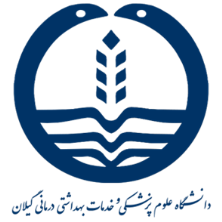 دانشگاه علوم پزشکی و خدمات بهداشتی درمانی گیلان